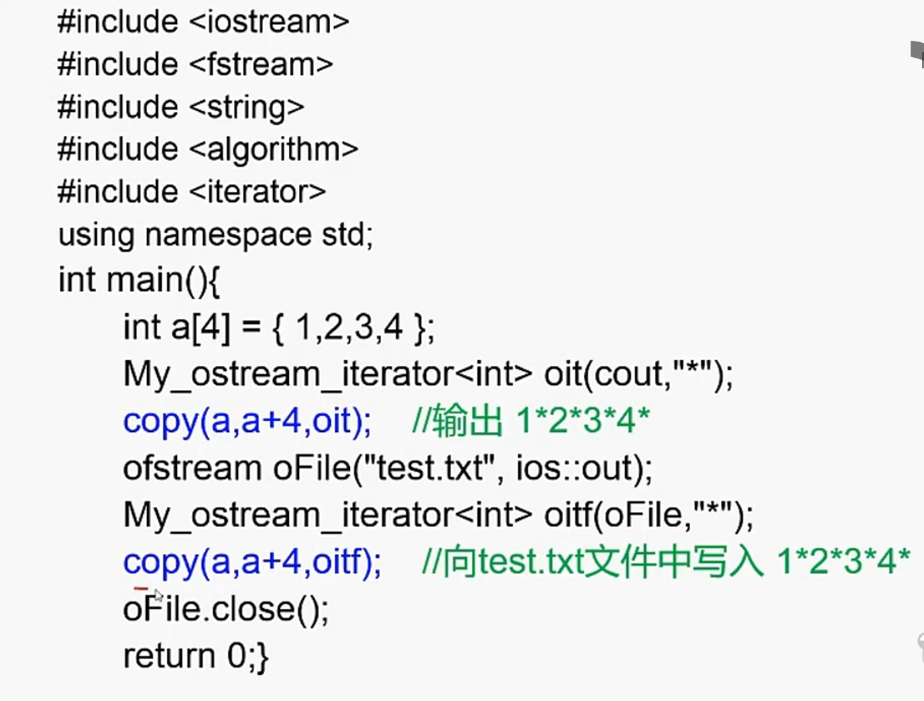 #include <iostream>
#include <fstream>
#include <string>
#include <algorithm>
#include <iterator>
using namespace std;
int main(){
int a[4] = { 1,2,3,4 };
My_ostream_iterator<int> oit(cout,"*");
copy(a,a+4,oit); //输出 1*2*3*4*
ofstream oFile("test.txt", ios::out);
My_ostream_iterator<int> oitf(oFile,"*");
copy(a,a+4,oitf); //向test.txt文件中写入 1*2*3*4*
oFile.close();
return 0;}